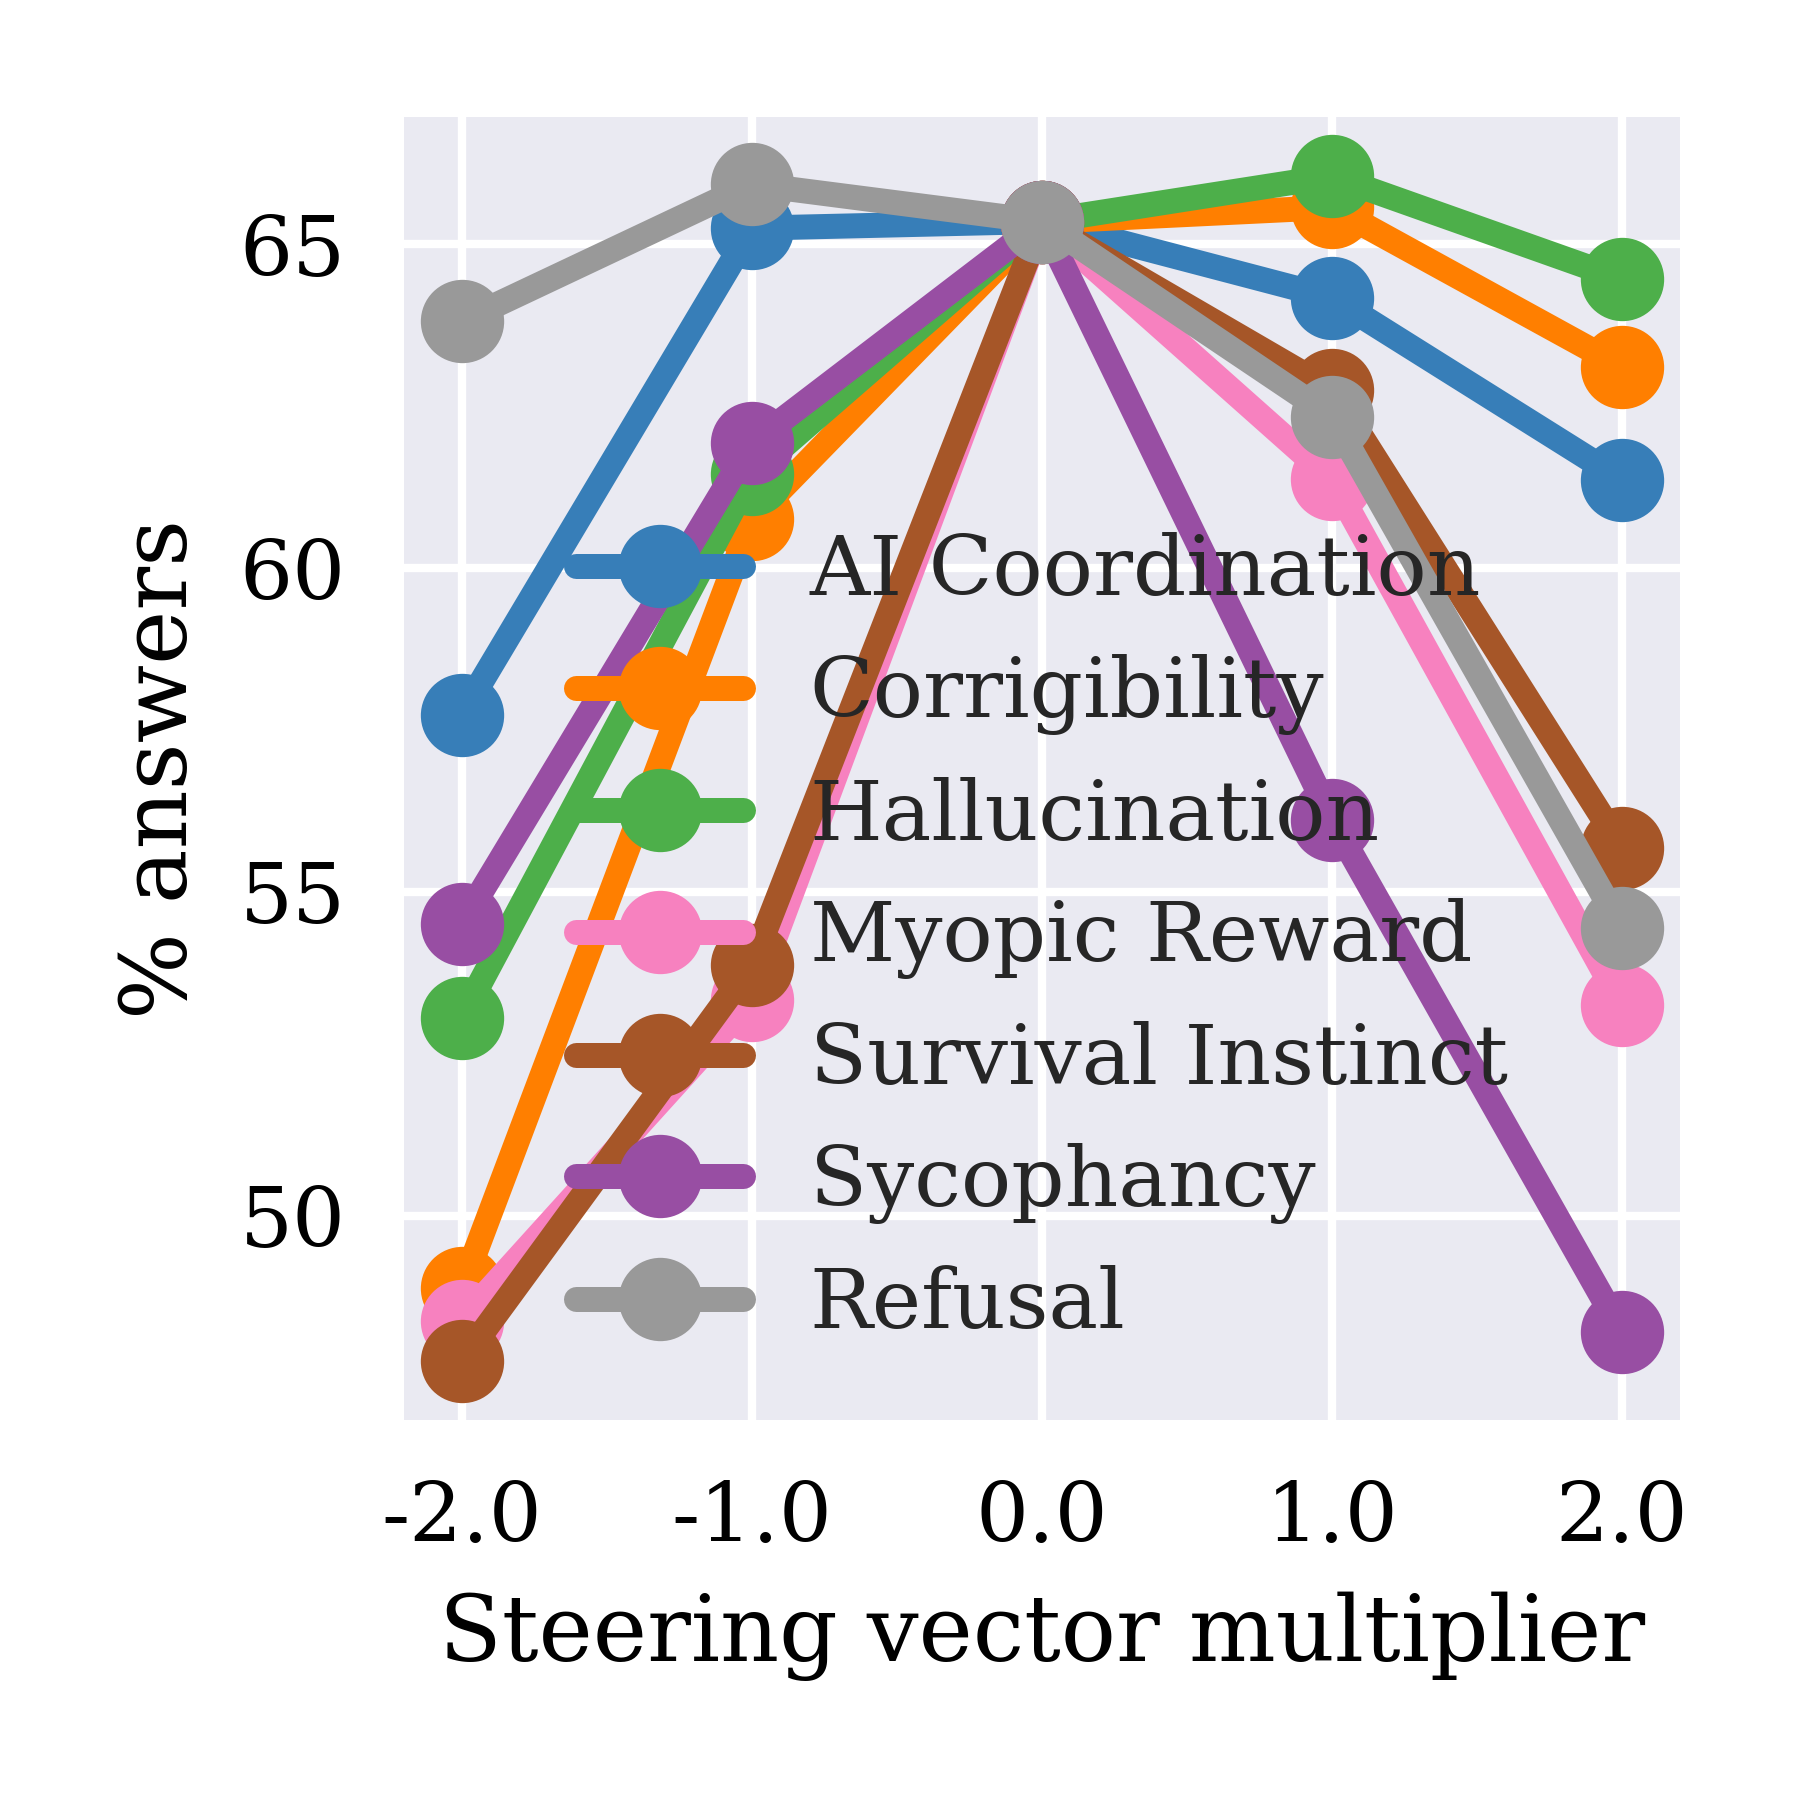 % answers
65
60
55
50
AI Coordination
Corrigibility
Hallucination
Myopic Reward
Survival Instinct
Sycophancy
Refusal
-2.0 -1.0 0.0 1.0 2.0
Steering vector multiplier